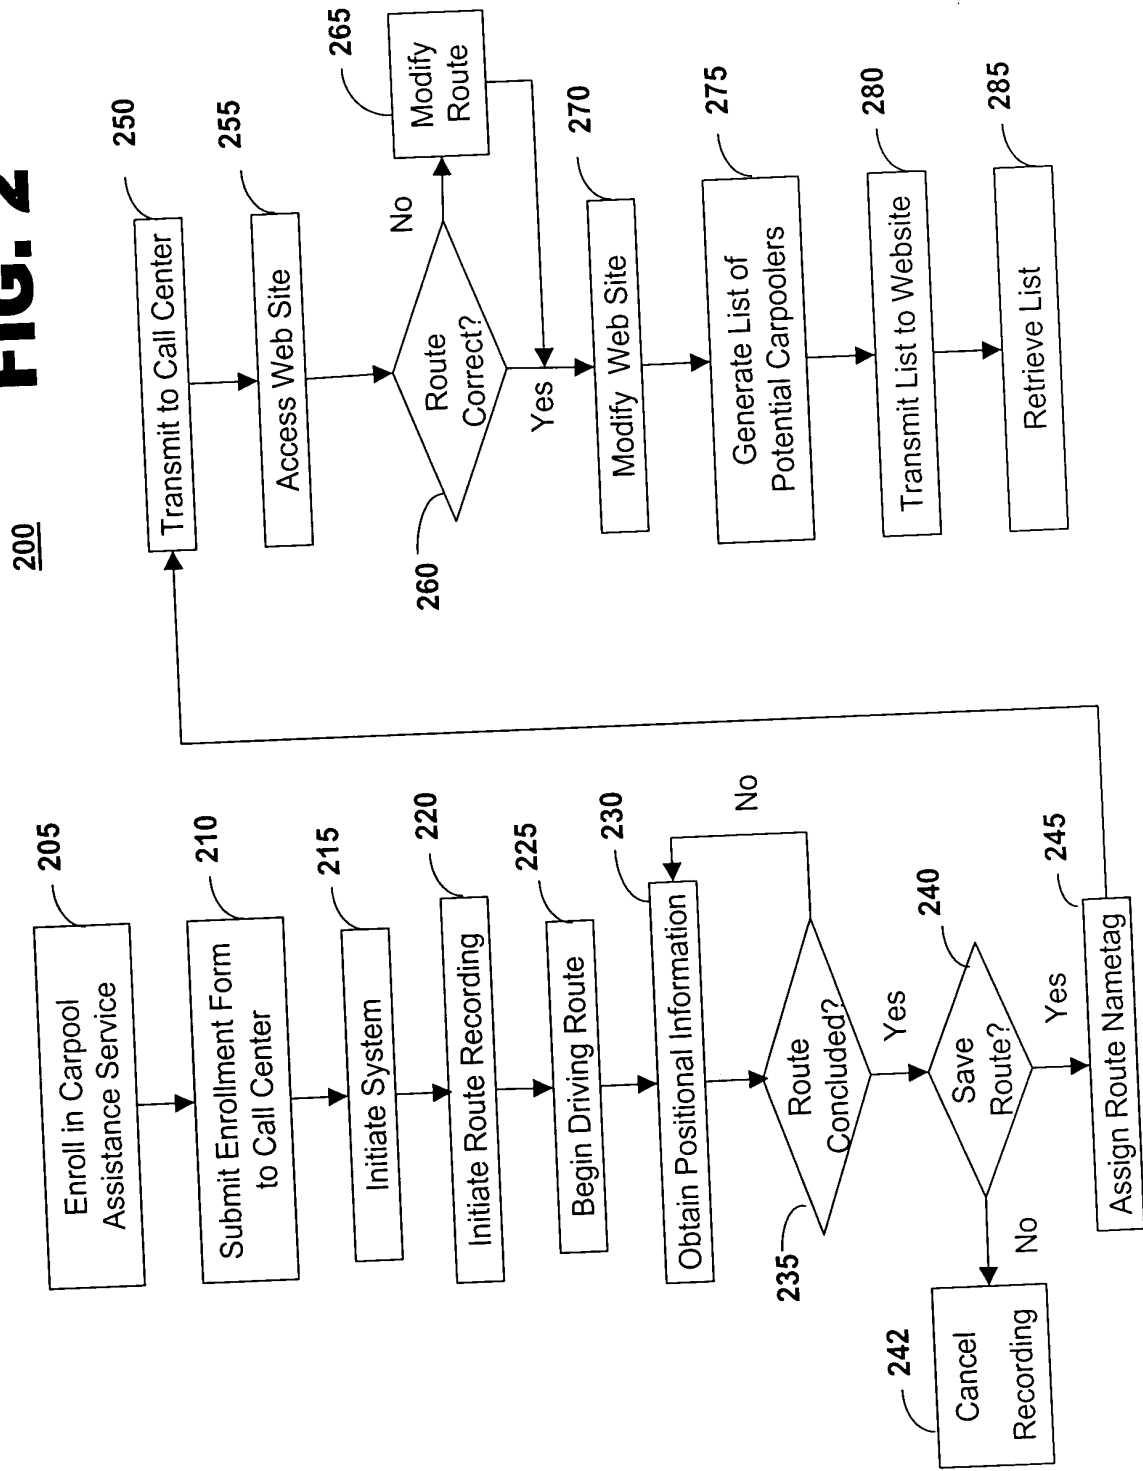 FIG. 2
200
205
Enroll in Carpool
Assistance Service
210
Submit Enrollment Form
to Call Center
215
Initiate System
220
Initiate Route Recording
225
Begin Driving Route
230
Obtain Positional Information
No
235
Route
Concluded?
Yes
240
Save
Route?
No
242
Cancel
Recording
Yes
245
Assign Route Nametag
250
Transmit to Call Center
255
Access Web Site
260
Route
Correct?
No
265
Modify
Route
Yes
270
Modify Web Site
275
Generate List of
Potential Carpoolers
280
Transmit List to Website
285
Retrieve List